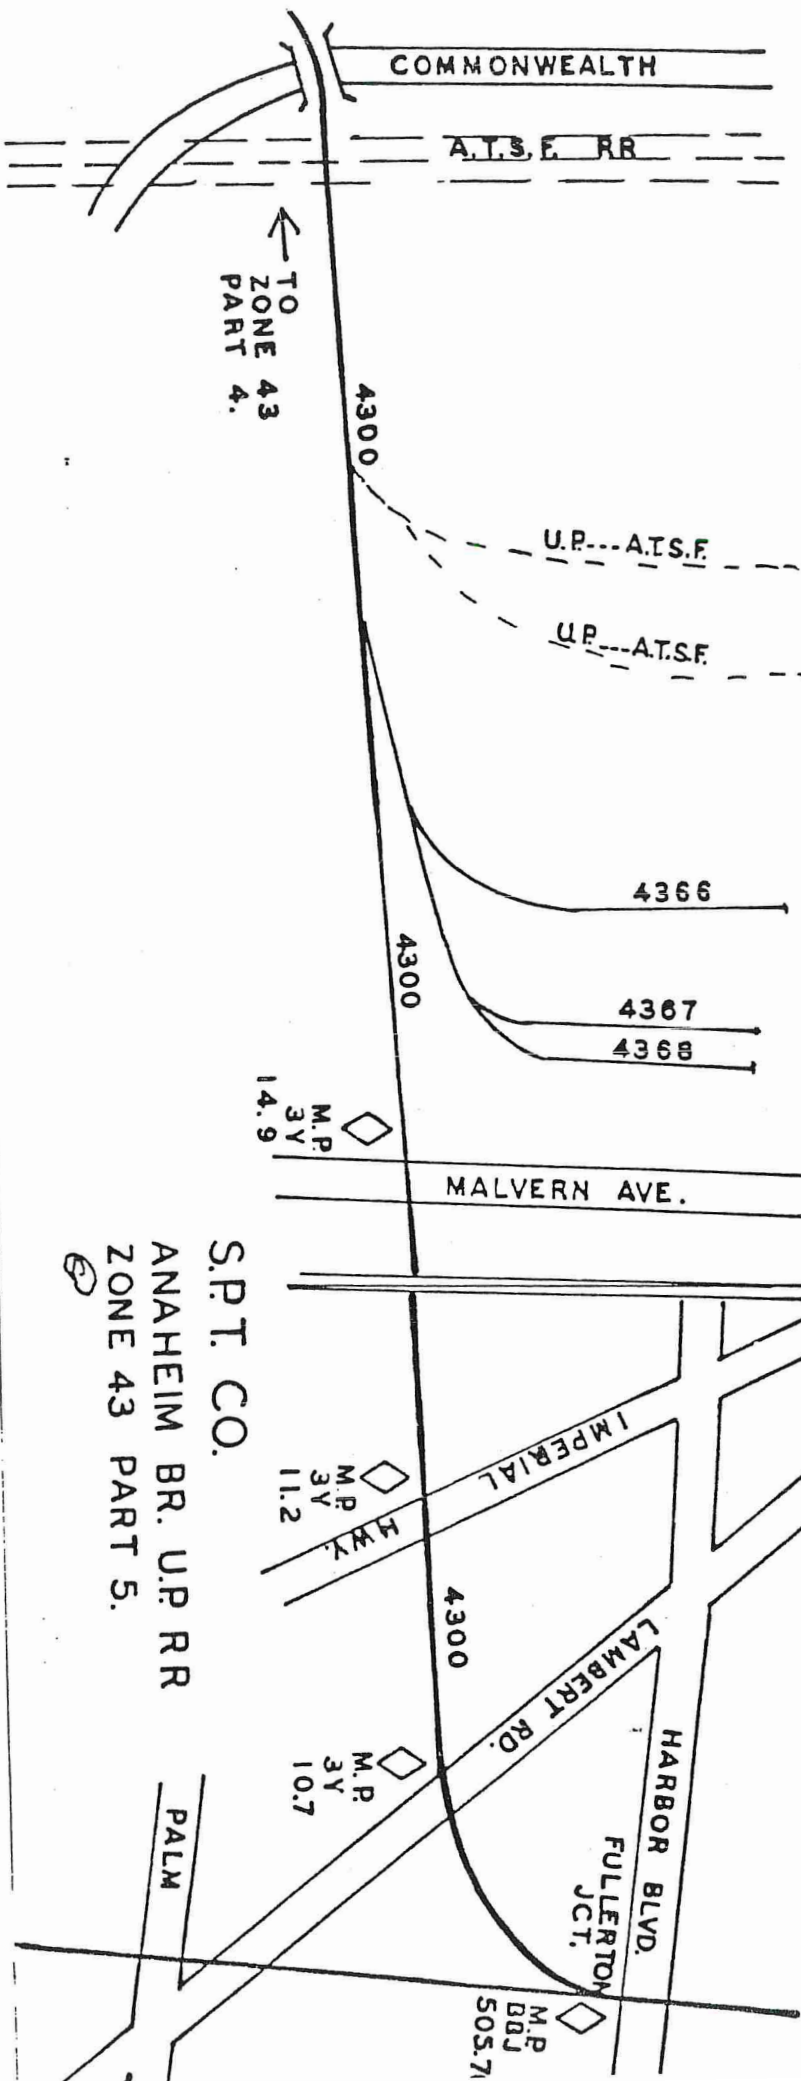 COMMONWEALTH
A.T.S.F. RR
TO
ZONE 43
PART 4.
4300
U.P.---A.T.S.F.
U.P.---A.T.S.F.
4366
4300
4367
4368
M.P.
3Y
14.9
MALVERN AVE.
S.P.T. CO.
ANAHEIM BR. U.P. RR
ZONE 43 PART 5.
IMPERIAL
HWY.
M.P.
3Y
11.2
4300
LAMBERT RD.
M.P.
3Y
10.7
HARBOR BLVD.
PALM
FULLERTON
JCT.
M.P.
BBJ